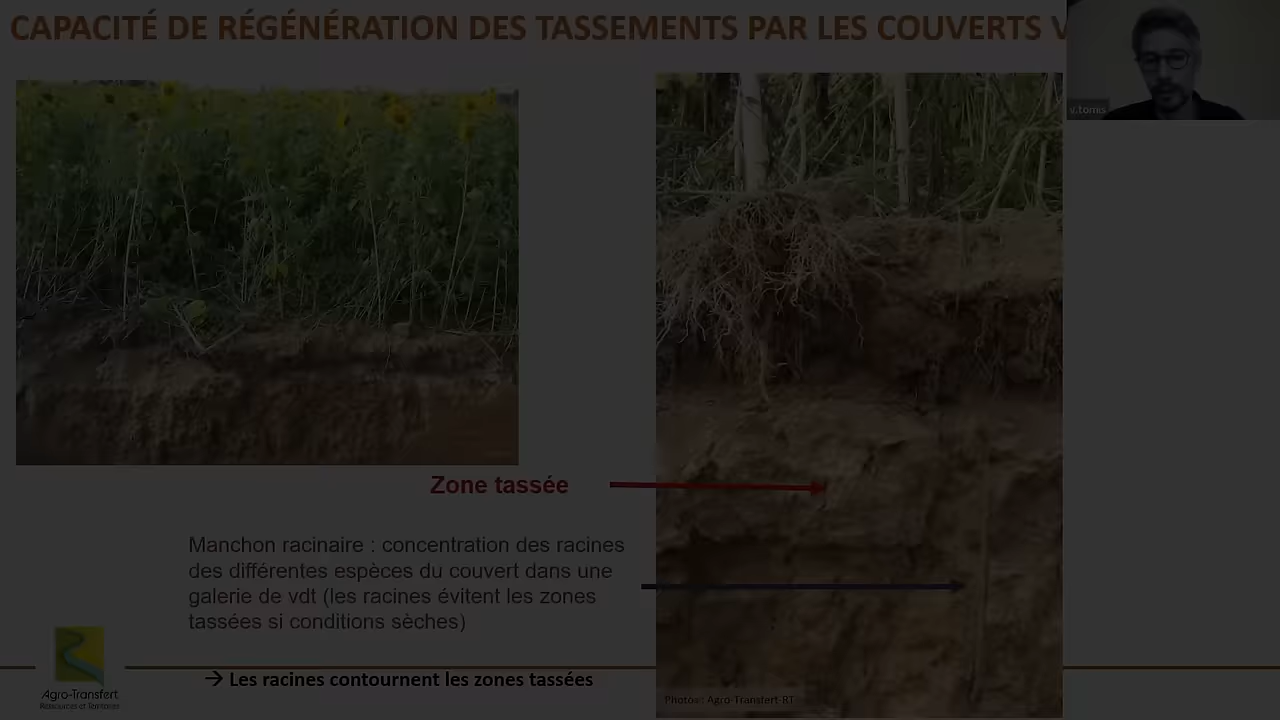 CAPACITÉ DE RÉGÉNÉRATION DES TASSEMENTS PAR LES COUVERTS V
v.tomis
Zone tassée
Manchon racinaire : concentration des racines
des différentes espèces du couvert dans une
galerie de vdt (les racines évitent les zones
tassées si conditions sèches)
→ Les racines contournent les zones tassées
Agro-Transfert
Ressources et Territoires
Photos : Agro-Transfert-RT